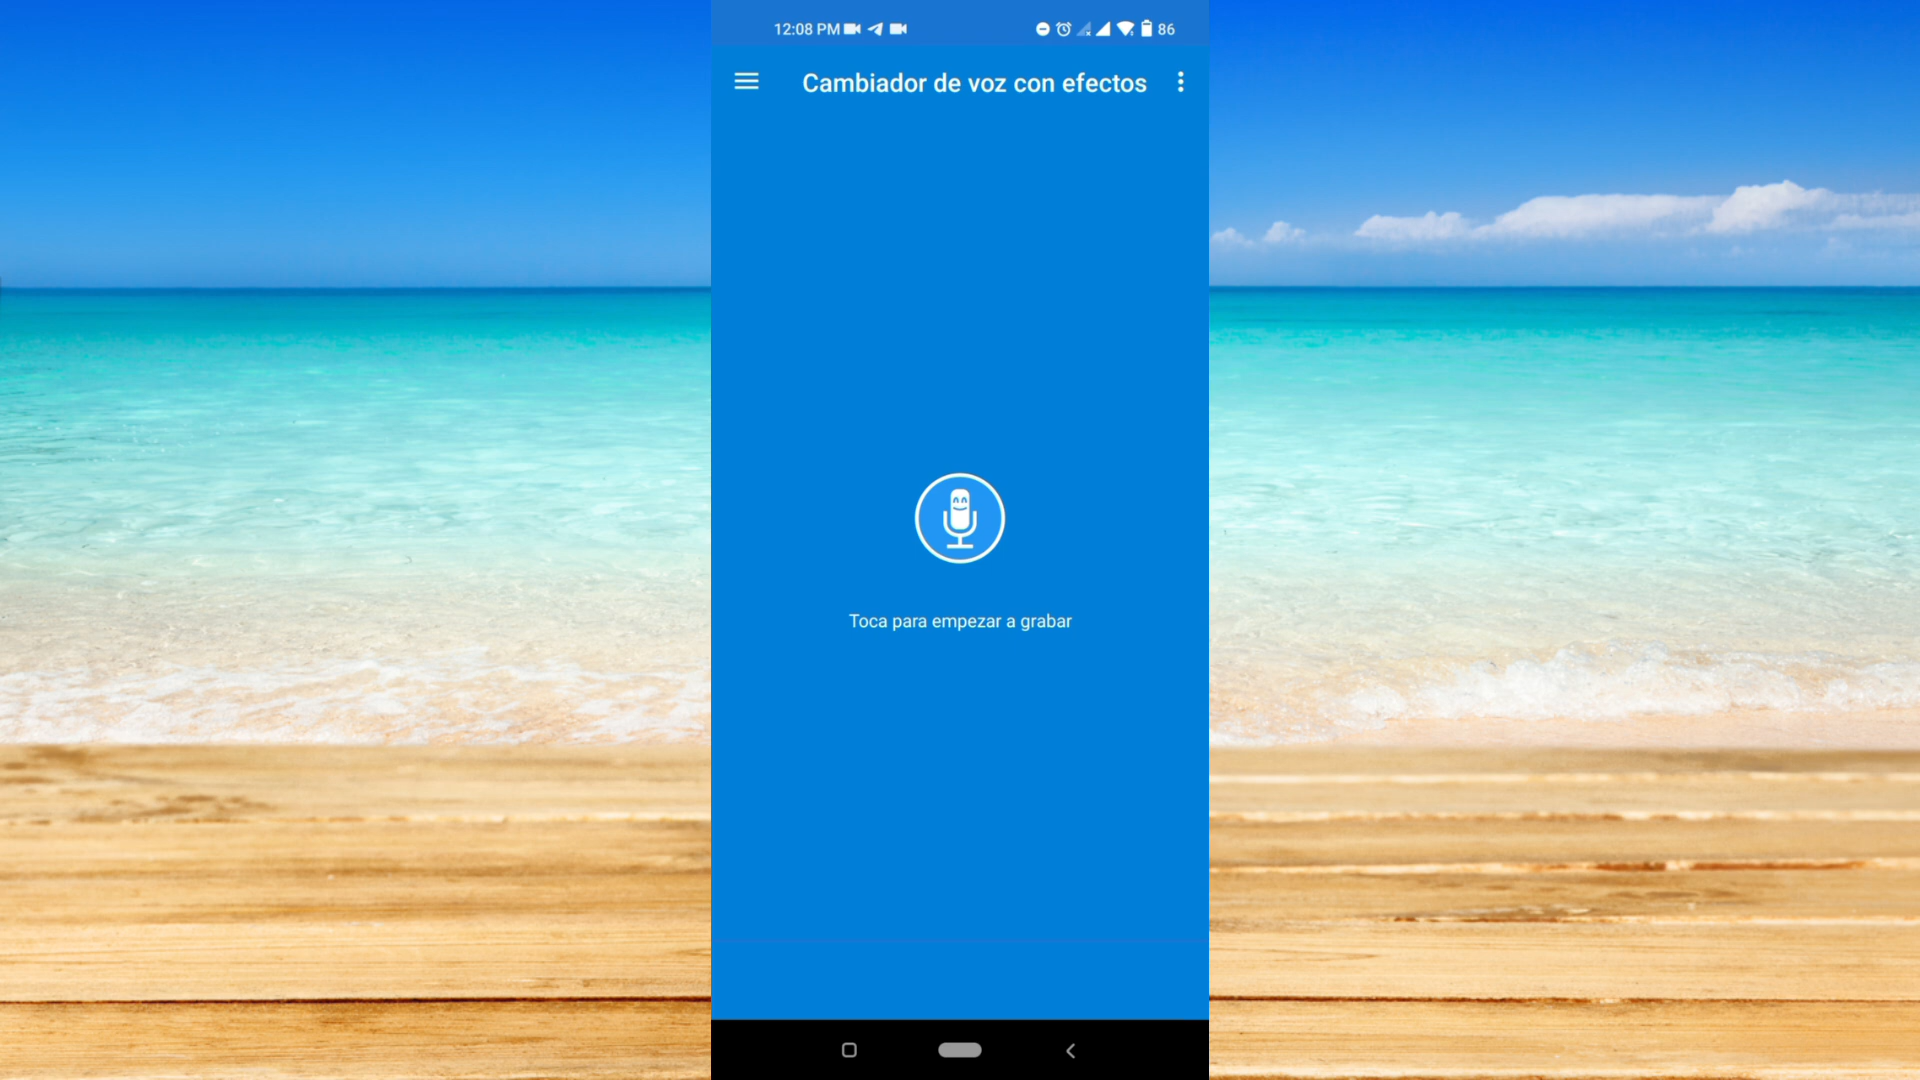 12:08 PM 86
Cambiador de voz con efectos
Toca para empezar a grabar